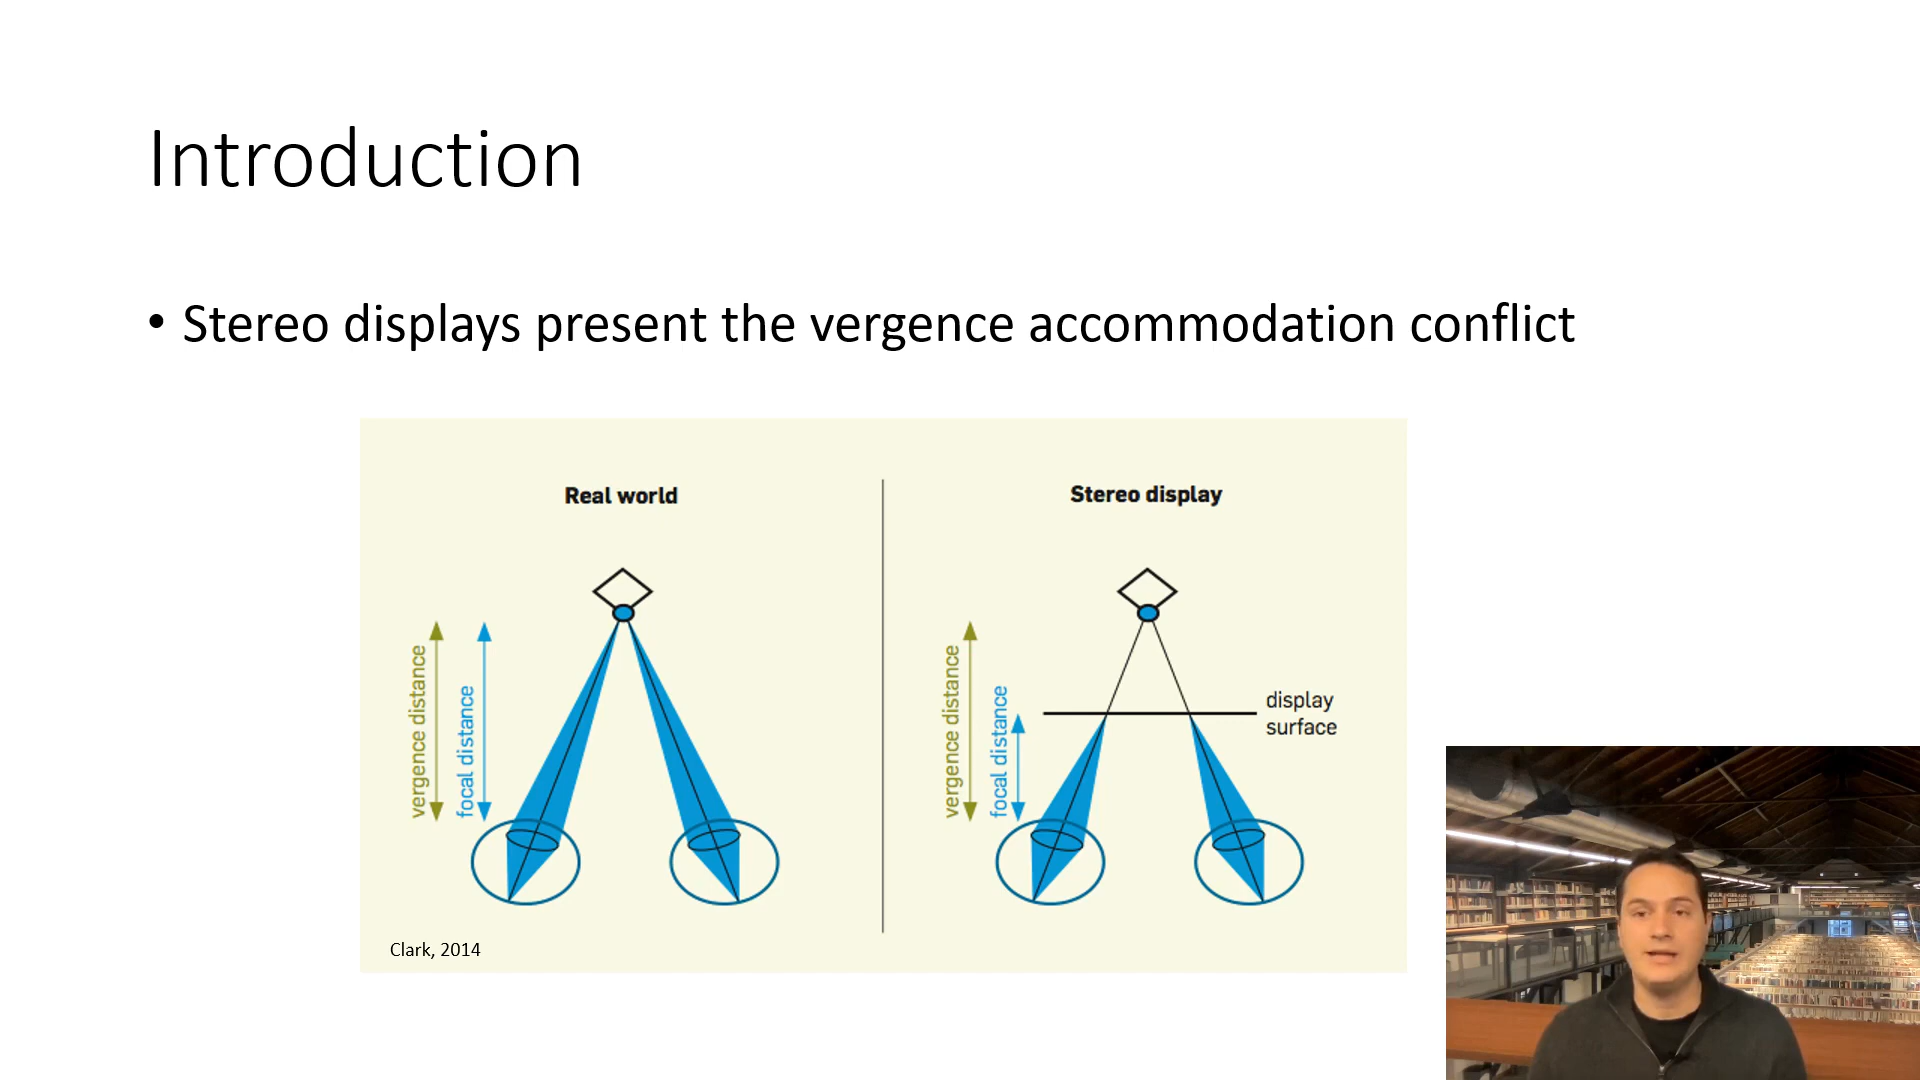 Introduction
• Stereo displays present the vergence accommodation conflict
Real world
vergence distance
focal distance
Clark, 2014
Stereo display
vergence distance
focal distance
display
surface